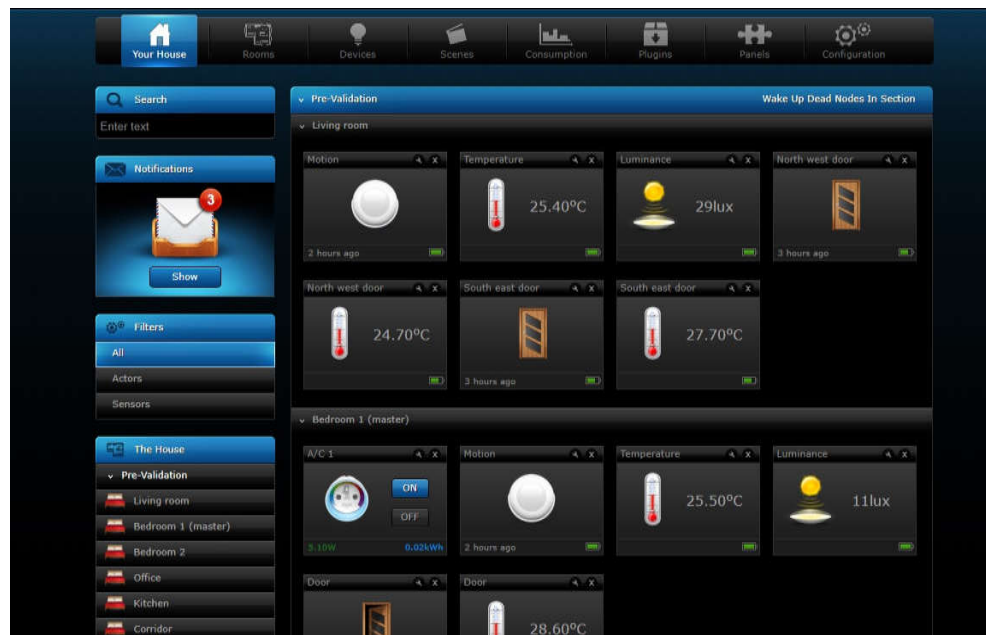 Your House
Rooms
Devices
Scenes
Consumption
Plugins
Panels
Configuration
Search
Enter text
Notifications
3
Show
Filters
All
Actors
Sensors
The House
Pre-Validation
Living room
Bedroom 1 (master)
Bedroom 2
Office
Kitchen
Corridor
Pre-Validation Wake Up Dead Nodes In Section
Living room
Motion
2 hours ago
Temperature
25.40°C
Luminance
29lux
North west door
3 hours ago
North west door
24.70°C
South east door
3 hours ago
South east door
27.70°C
Bedroom 1 (master)
A/C 1
ON
OFF
5.10W 0.02kWh
Motion
2 hours ago
Temperature
25.50°C
Luminance
11lux
Door
Door
28.60°C